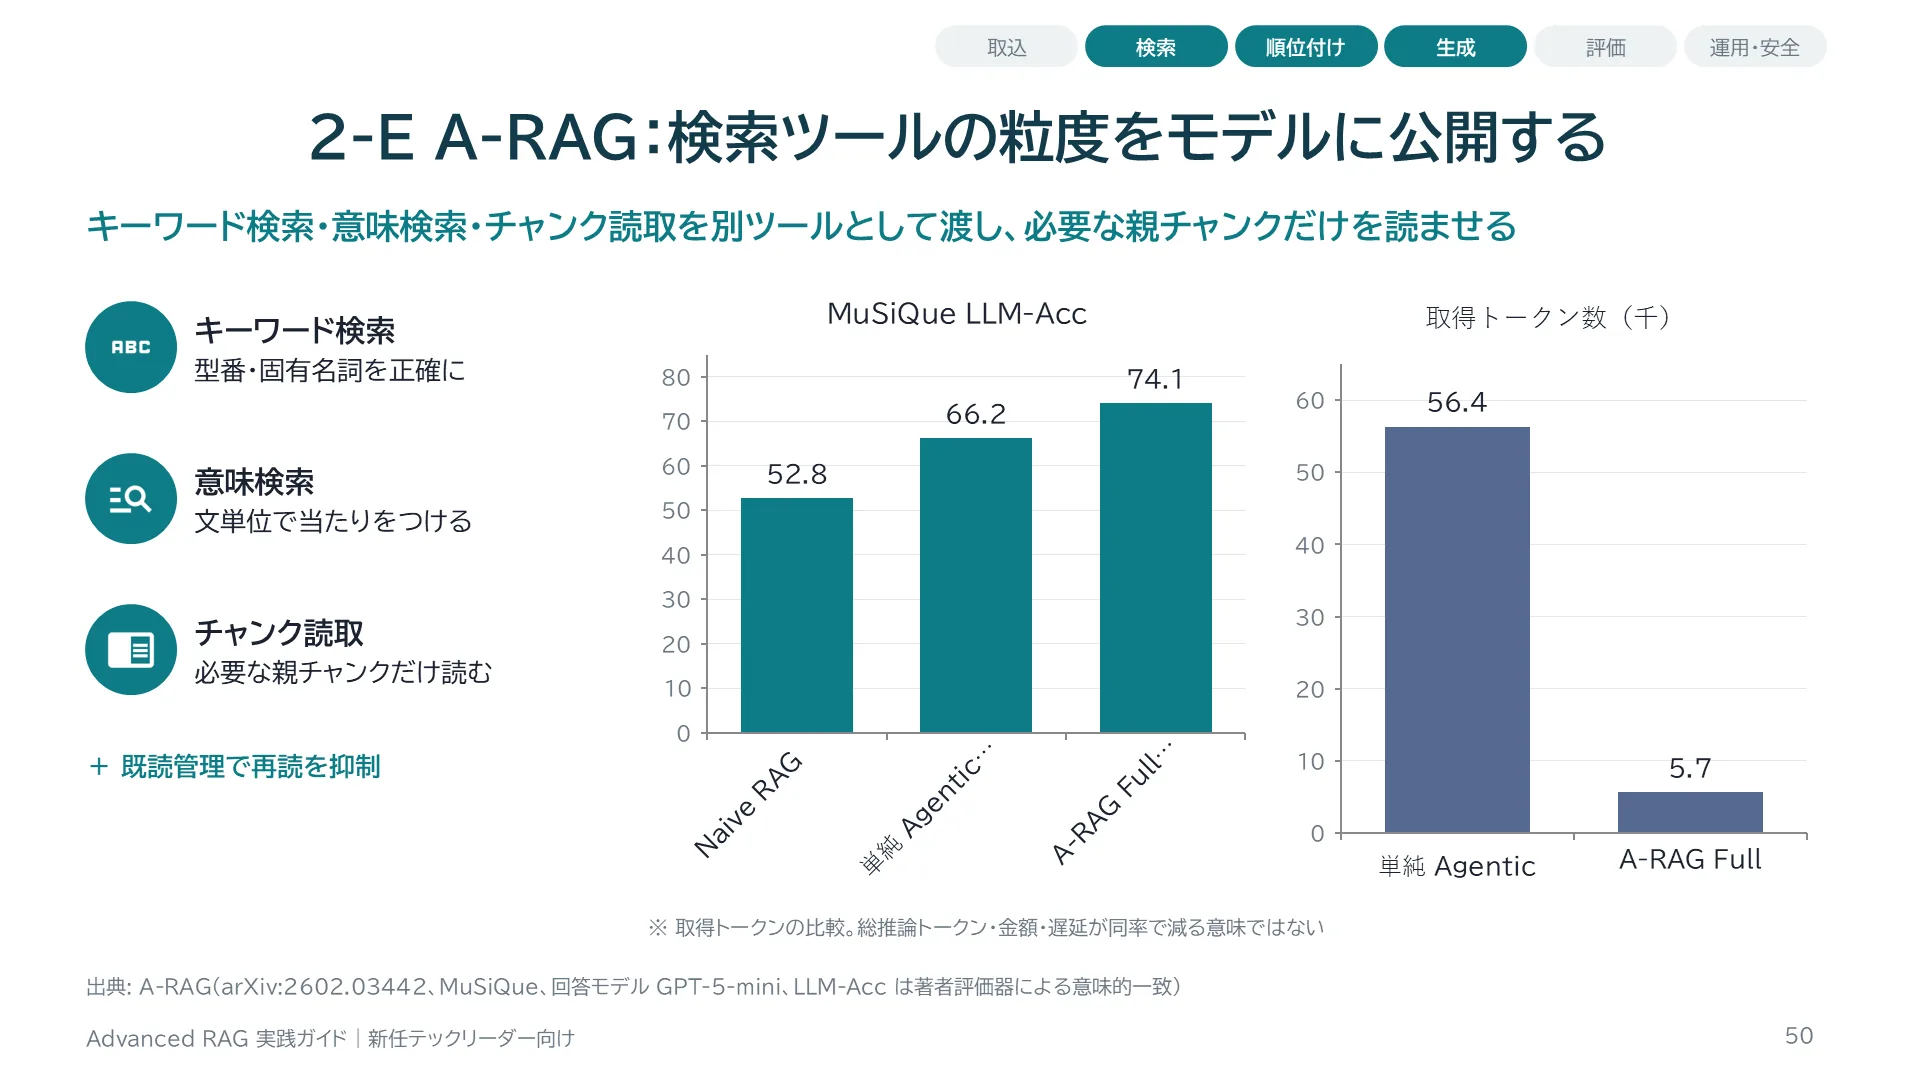 取込
検索
順位付け
生成
評価
運用・安全
2-E A-RAG：検索ツールの粒度をモデルに公開する
キーワード検索・意味検索・チャンク読取を別ツールとして渡し、必要な親チャンクだけを読ませる
ABC
キーワード検索
型番・固有名詞を正確に
意味検索
文単位で当たりをつける
チャンク読取
必要な親チャンクだけ読む
＋ 既読管理で再読を抑制
MuSiQue LLM-Acc
80
70
60
50
40
30
20
10
0
52.8
66.2
74.1
Naive RAG
単純 Agentic…
A-RAG Full…
取得トークン数（千）
60
50
40
30
20
10
0
56.4
5.7
単純 Agentic
A-RAG Full
※ 取得トークンの比較。総推論トークン・金額・遅延が同率で減る意味ではない
出典: A-RAG（arXiv:2602.03442、MuSiQue、回答モデル GPT-5-mini、LLM-Acc は著者評価器による意味的一致）
Advanced RAG 実践ガイド｜新任テックリーダー向け
50